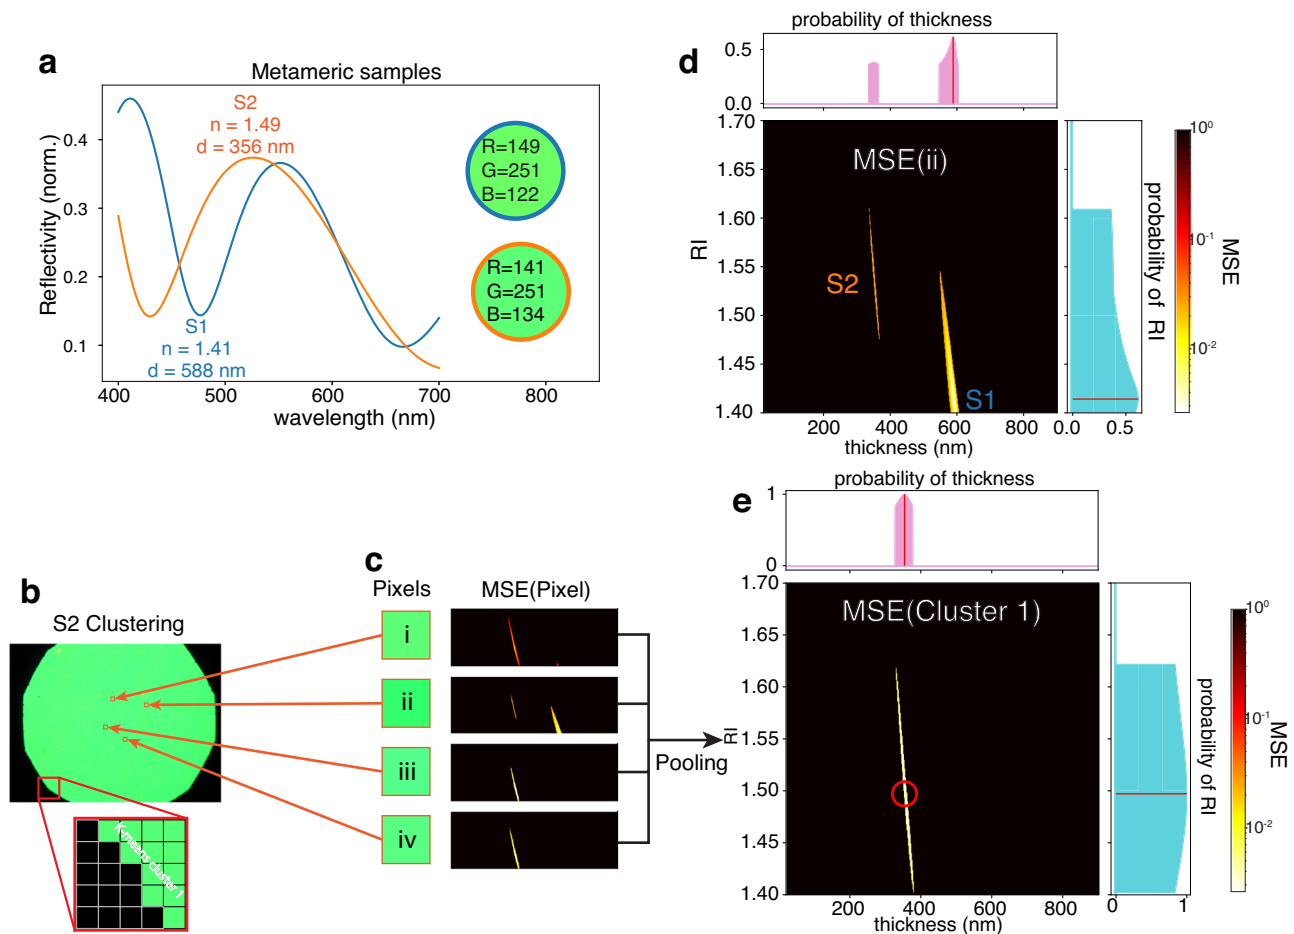 a
Metameric samples
Reflectivity (norm.)
0.4
0.3
0.2
0.1
S2
n = 1.49
d = 356 nm
S1
n = 1.41
d = 588 nm
R=149
G=251
B=122
R=141
G=251
B=134
400
500
600
700
800
wavelength (nm)
b
S2 Clustering
K-means cluster 1
c
Pixels
MSE(Pixel)
i
ii
iii
iv
Pooling
d
probability of thickness
0.5
0.0
1.70
1.65
1.60
1.55
1.50
1.45
1.40
RI
MSE(ii)
S2
S1
200
400
600
800
thickness (nm)
0.0
0.5
probability of RI
10⁰
10⁻¹
10⁻²
MSE
e
probability of thickness
1
0
1.70
1.65
1.60
1.55
1.50
1.45
1.40
RI
MSE(Cluster 1)
200
400
600
800
thickness (nm)
0
1
probability of RI
10⁰
10⁻¹
10⁻²
MSE